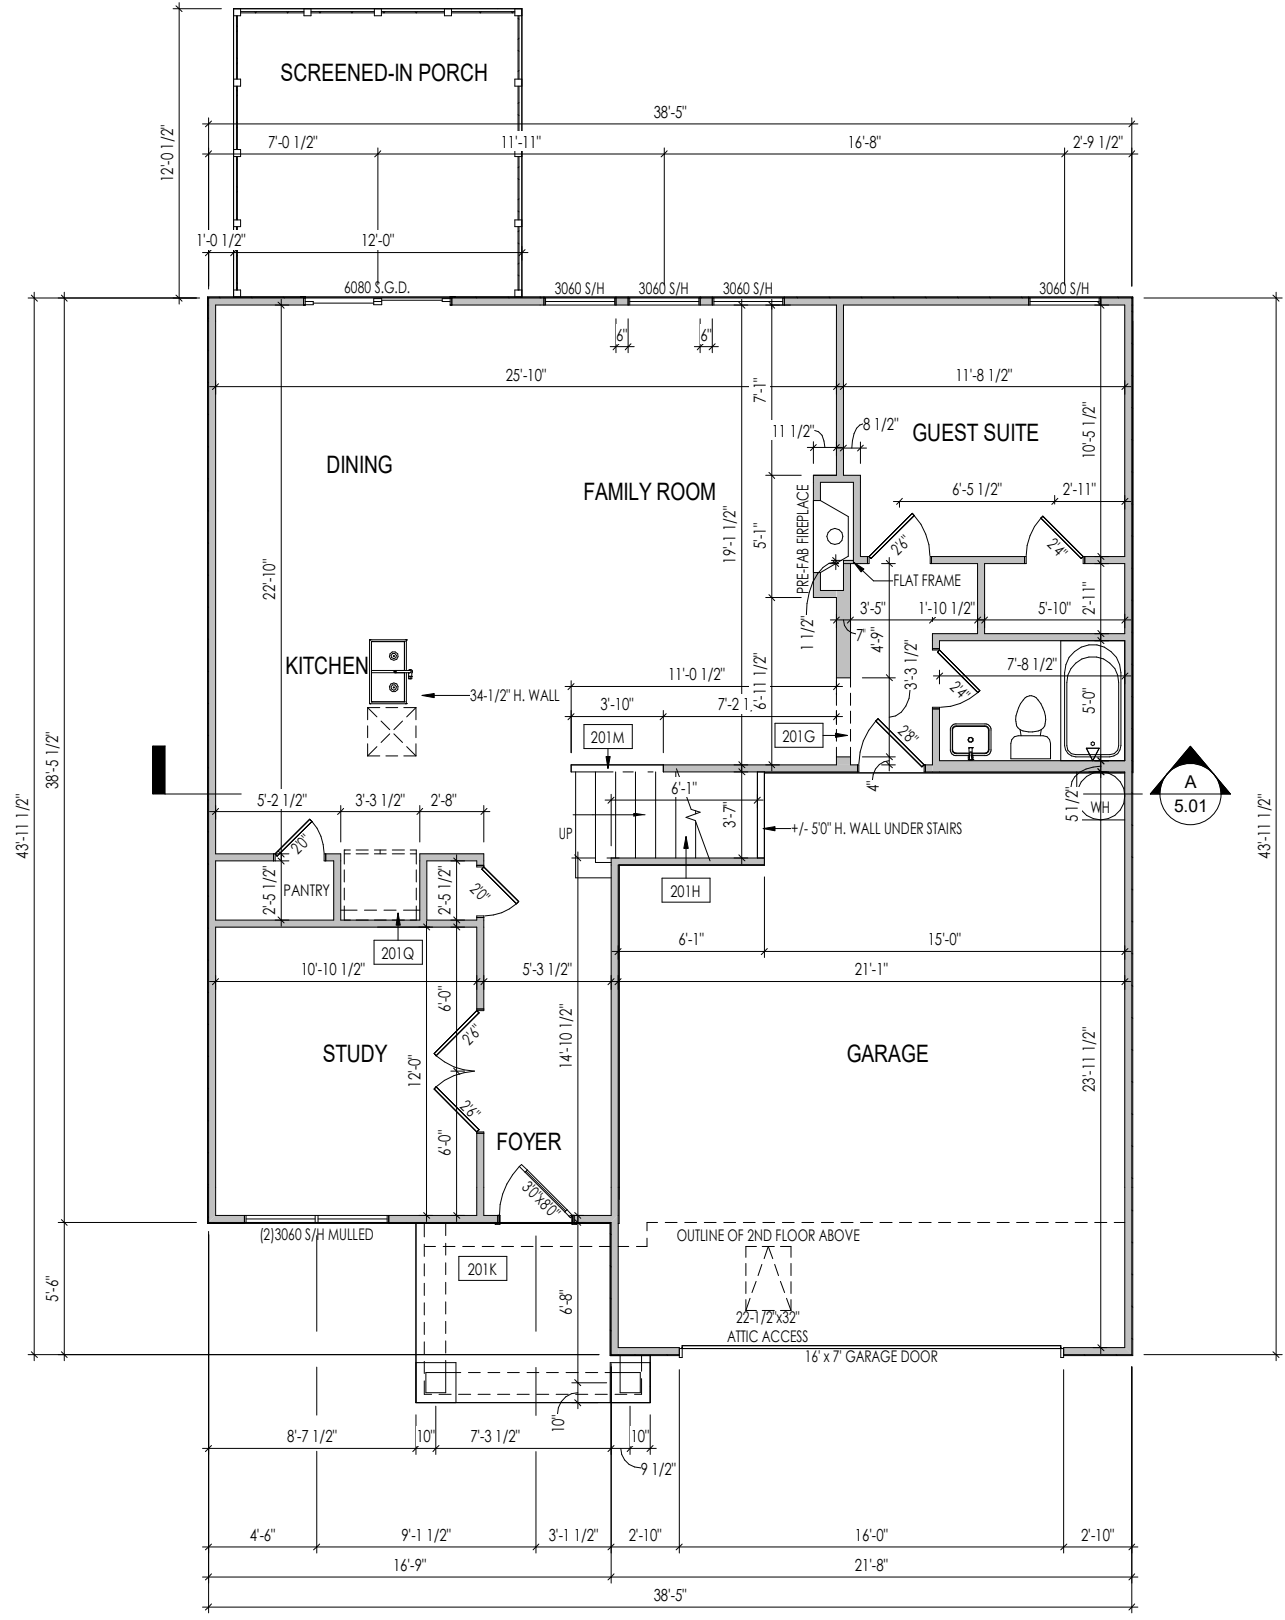 SCREENED-IN PORCH
38'-5"
12'-0 1/2"
7'-0 1/2"
11'-11"
16'-8"
2'-9 1/2"
1'-0 1/2"
12'-0"
6080 S.G.D.
3060 S/H
3060 S/H
3060 S/H
3060 S/H
6"
6"
25'-10"
11'-8 1/2"
7'-1"
10'-5 1/2"
11 1/2"
8 1/2"
GUEST SUITE
DINING
FAMILY ROOM
6'-5 1/2"
2'-11"
19'-1 1/2"
5'-1"
PRE-FAB FIREPLACE
2'6"
2'4"
22'-10"
FLAT FRAME
1 1/2"
3'-5"
1'-10 1/2"
5'-10"
2'-11"
7"
4'-9"
3'-3 1/2"
KITCHEN
34-1/2" H. WALL
11'-0 1/2"
6'-11 1/2"
7'-8 1/2"
2'4"
5'-0"
3'-10"
7'-2 1
201M
201G
2'8"
4"
38'-5 1/2"
43'-11 1/2"
43'-11 1/2"
A
5.01
WH
5 1/2"
5'-2 1/2"
3'-3 1/2"
2'-8"
6'-1"
3'-7"
UP
+/- 5'0" H. WALL UNDER STAIRS
2'0"
PANTRY
2'-5 1/2"
2'-5 1/2"
2'0"
201H
201Q
6'-1"
15'-0"
10'-10 1/2"
5'-3 1/2"
21'-1"
6'-0"
2'6"
STUDY
12'-0"
14'-10 1/2"
GARAGE
23'-11 1/2"
2'6"
6'-0"
FOYER
3'0"x8'0"
(2)3060 S/H MULLED
OUTLINE OF 2ND FLOOR ABOVE
201K
5'-6"
6'-8"
22-1/2"x32"
ATTIC ACCESS
16' x 7' GARAGE DOOR
10"
8'-7 1/2"
10"
7'-3 1/2"
10"
9 1/2"
4'-6"
9'-1 1/2"
3'-1 1/2"
2'-10"
16'-0"
2'-10"
16'-9"
21'-8"
38'-5"